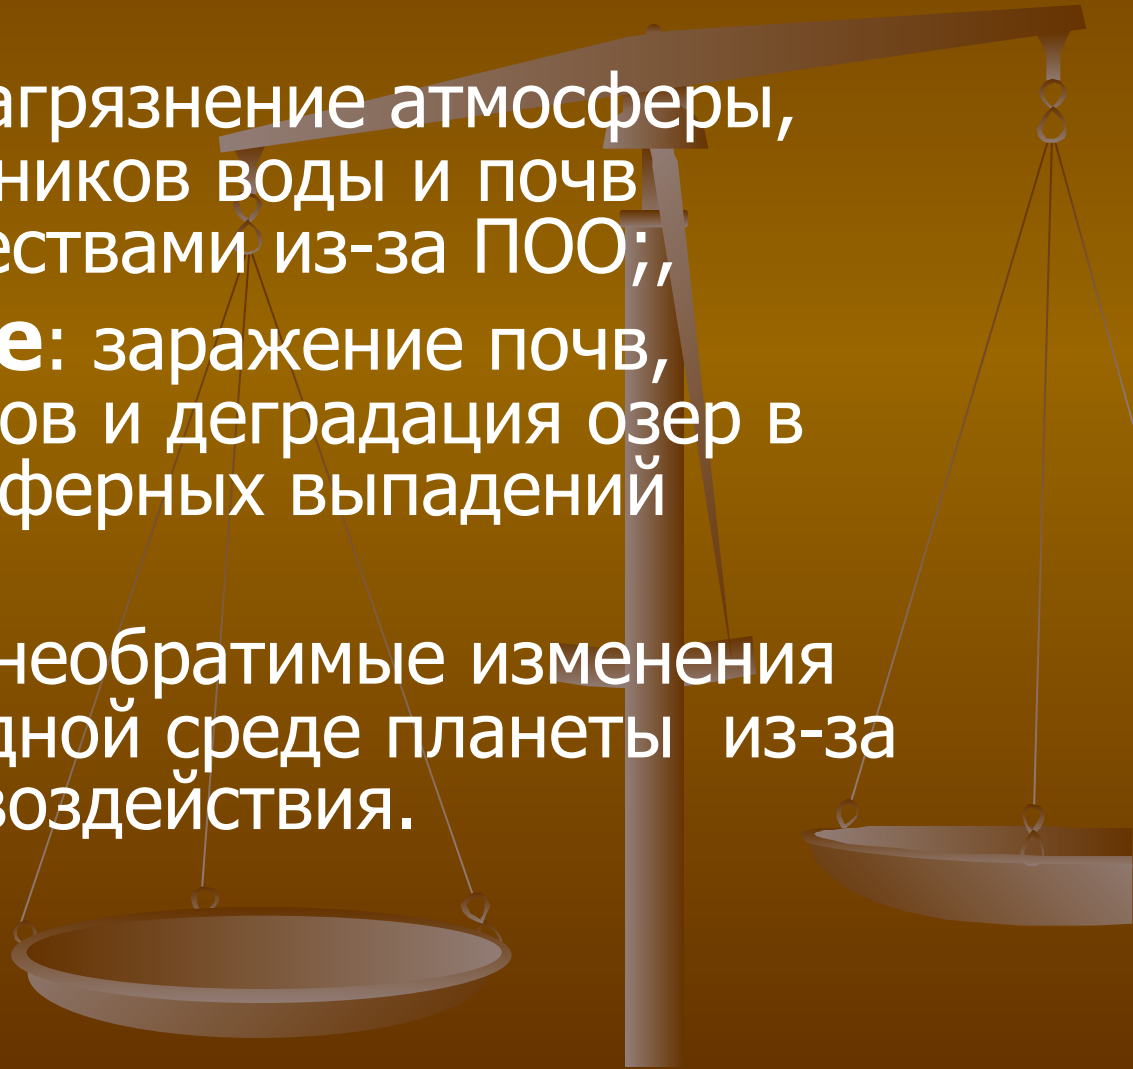 агрязнение атмосферы,
ников воды и почв
ествами из-за ПОО;,
е: заражение почв,
ов и деградация озер в
ферных выпадений
необратимые изменения
дной среде планеты из-за
воздействия.